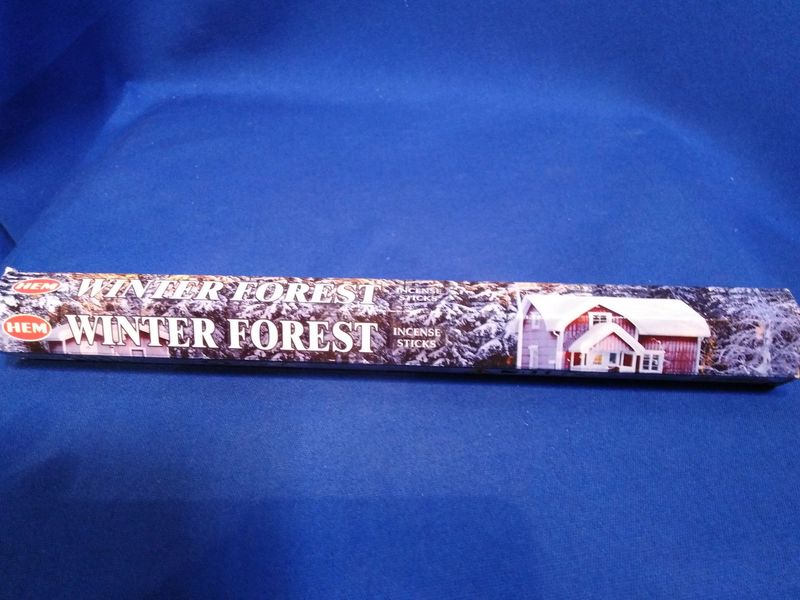 HEM
WINTER FOREST
INCENSE
STICKS
HEM
WINTER FOREST
INCENSE
STICKS